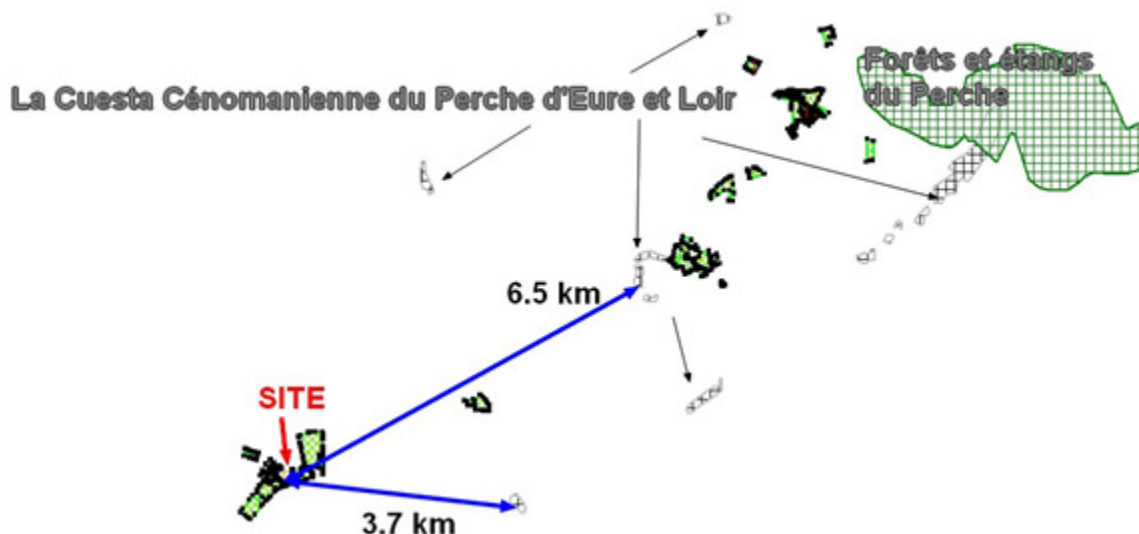 Forêts et étangs
du Perche
La Cuesta Cénomanienne du Perche d'Eure et Loir
6.5 km
SITE
3.7 km